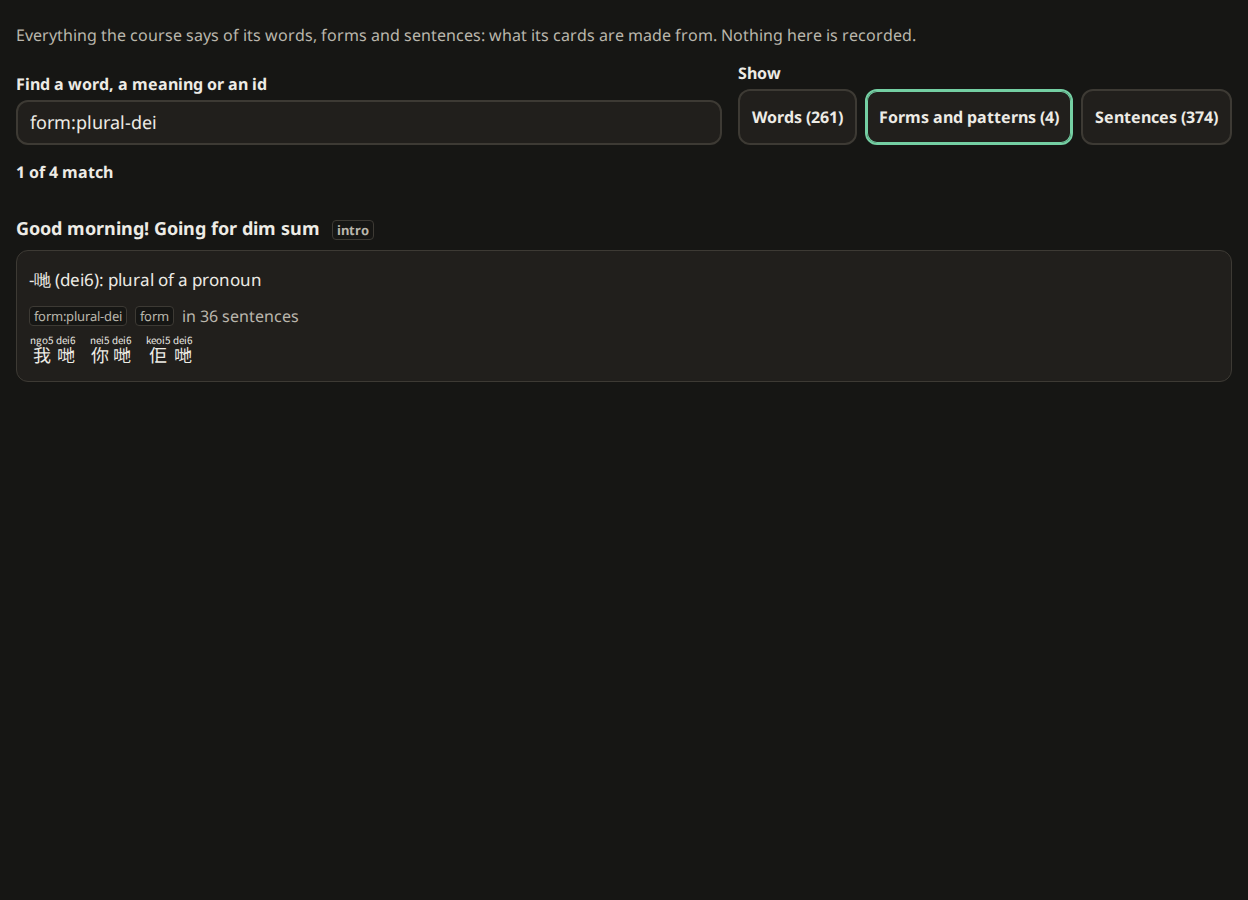 Everything the course says of its words, forms and sentences: what its cards are made from. Nothing here is recorded.
Find a word, a meaning or an id
Show
form:plural-dei
Words (261)
Forms and patterns (4)
Sentences (374)
1 of 4 match
Good morning! Going for dim sum intro
-哋 (dei6): plural of a pronoun
form:plural-dei form in 36 sentences
ngo5 dei6 nei5 dei6 keoi5 dei6
我哋 你哋 佢哋